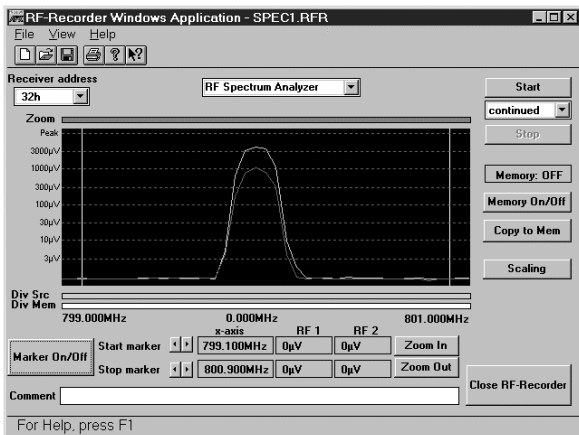 RF-Recorder Windows Application - SPEC1.RFR
File View Help
Receiver address
32h
RF Spectrum Analyzer
Start
continued
Stop
Zoom
Peak
3000µV
1000µV
300µV
100µV
30µV
10µV
3µV
Memory: OFF
Memory On/Off
Copy to Mem
Scaling
Div Src
Div Mem
799.000MHz 0.000MHz 801.000MHz
x-axis RF 1 RF 2
Marker On/Off
Start marker 799.100MHz 0µV 0µV Zoom In
Stop marker 800.900MHz 0µV 0µV Zoom Out
Close RF-Recorder
Comment
For Help, press F1